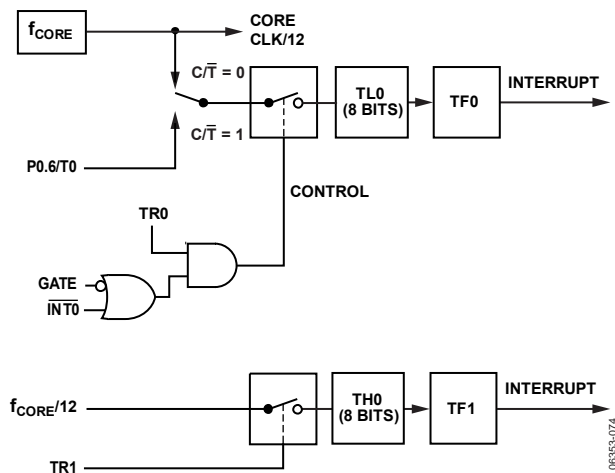 fCORE
CORE
CLK/12
C/T̅ = 0
C/T̅ = 1
P0.6/T0
TL0
(8 BITS)
TF0
INTERRUPT
CONTROL
TR0
GATE
I̅N̅T̅0̅
fCORE/12
TR1
TH0
(8 BITS)
TF1
INTERRUPT
06353-074